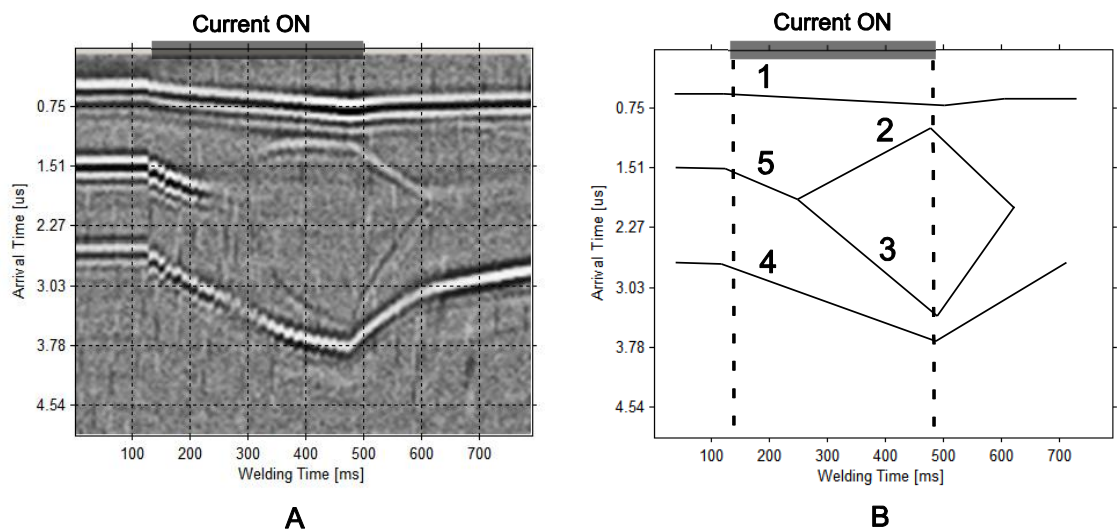 Current ON
0.75
1.51
2.27
3.03
3.78
4.54
Arrival Time [us]
100 200 300 400 500 600 700
Welding Time [ms]
A
Current ON
1
2
5
3
4
0.75
1.51
2.27
3.03
3.78
4.54
Arrival Time [us]
100 200 300 400 500 600 700
Welding Time [ms]
B